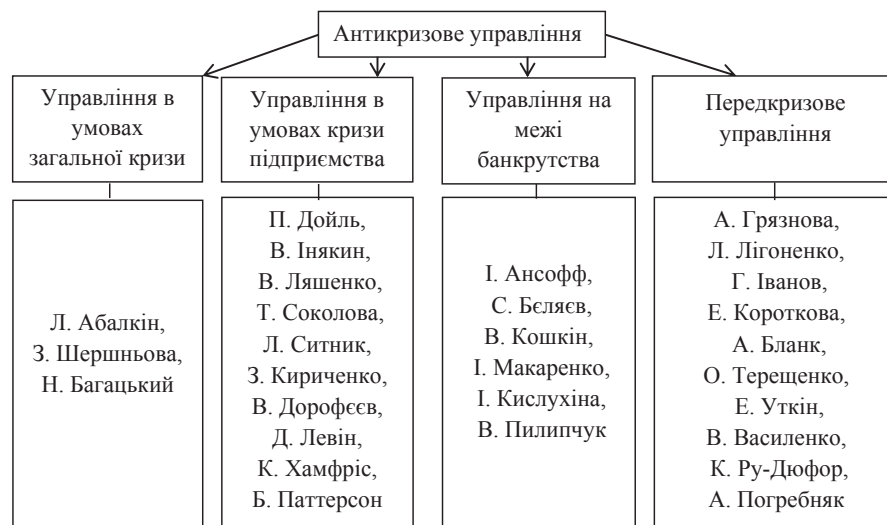 Антикризове управління
Управління в
умовах
загальної кризи
Управління в
умовах кризи
підприємства
Управління на
межі
банкрутства
Передкризове
управління
Л. Абалкін,
З. Шершньова,
Н. Багацький
П. Дойль,
В. Інякин,
В. Ляшенко,
Т. Соколова,
Л. Ситник,
З. Кириченко,
В. Дорофєєв,
Д. Левін,
К. Хамфріс,
Б. Паттерсон
І. Ансофф,
С. Бєляєв,
В. Кошкін,
І. Макаренко,
І. Кислухіна,
В. Пилипчук
А. Грязнова,
Л. Лігоненко,
Г. Іванов,
Е. Короткова,
А. Бланк,
О. Терещенко,
Е. Уткін,
В. Василенко,
К. Ру-Дюфор,
А. Погребняк